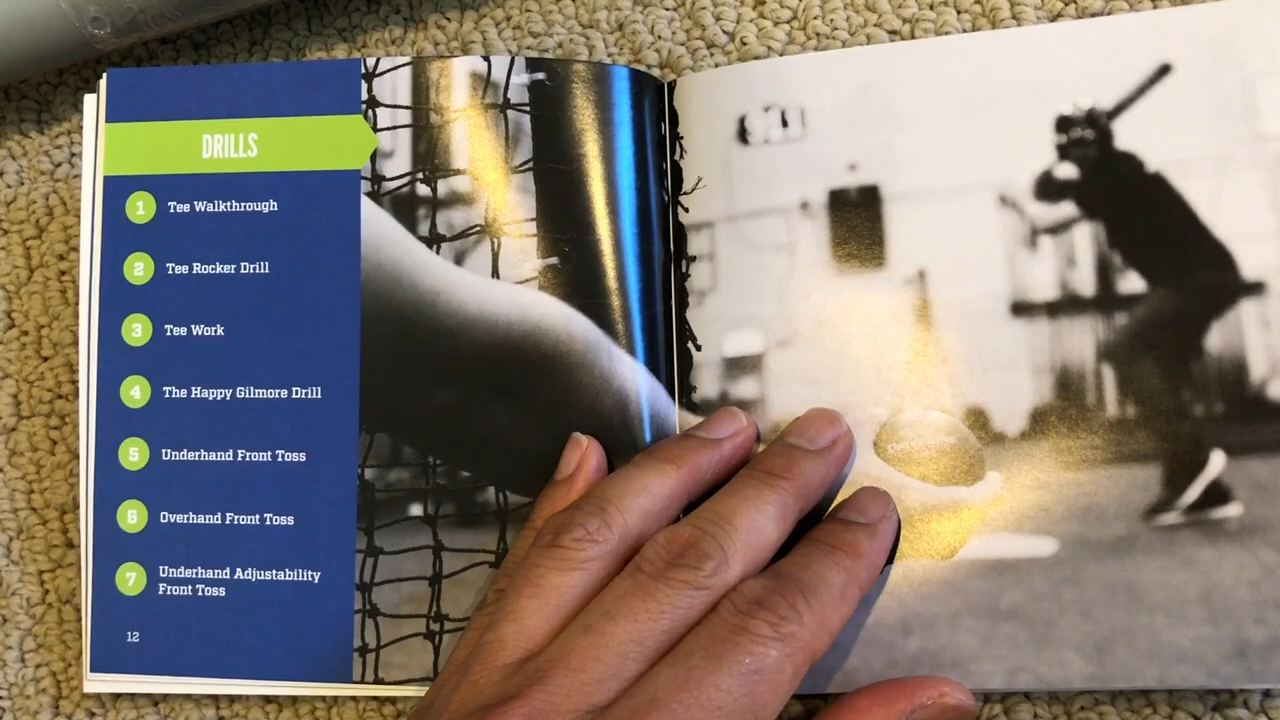 DRILLS
1 Tee Walkthrough
2 Tee Rocker Drill
3 Tee Work
4 The Happy Gilmore Drill
5 Underhand Front Toss
6 Overhand Front Toss
7 Underhand Adjustability
Front Toss
12